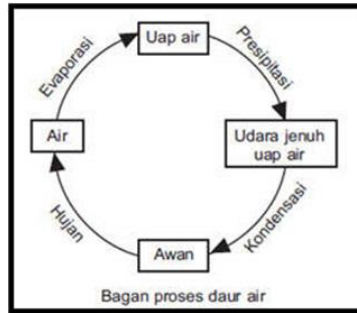 Uap air
Evaporasi
Presipitasi
Air
Udara jenuh
uap air
Hujan
Kondensasi
Awan
Bagan proses daur air